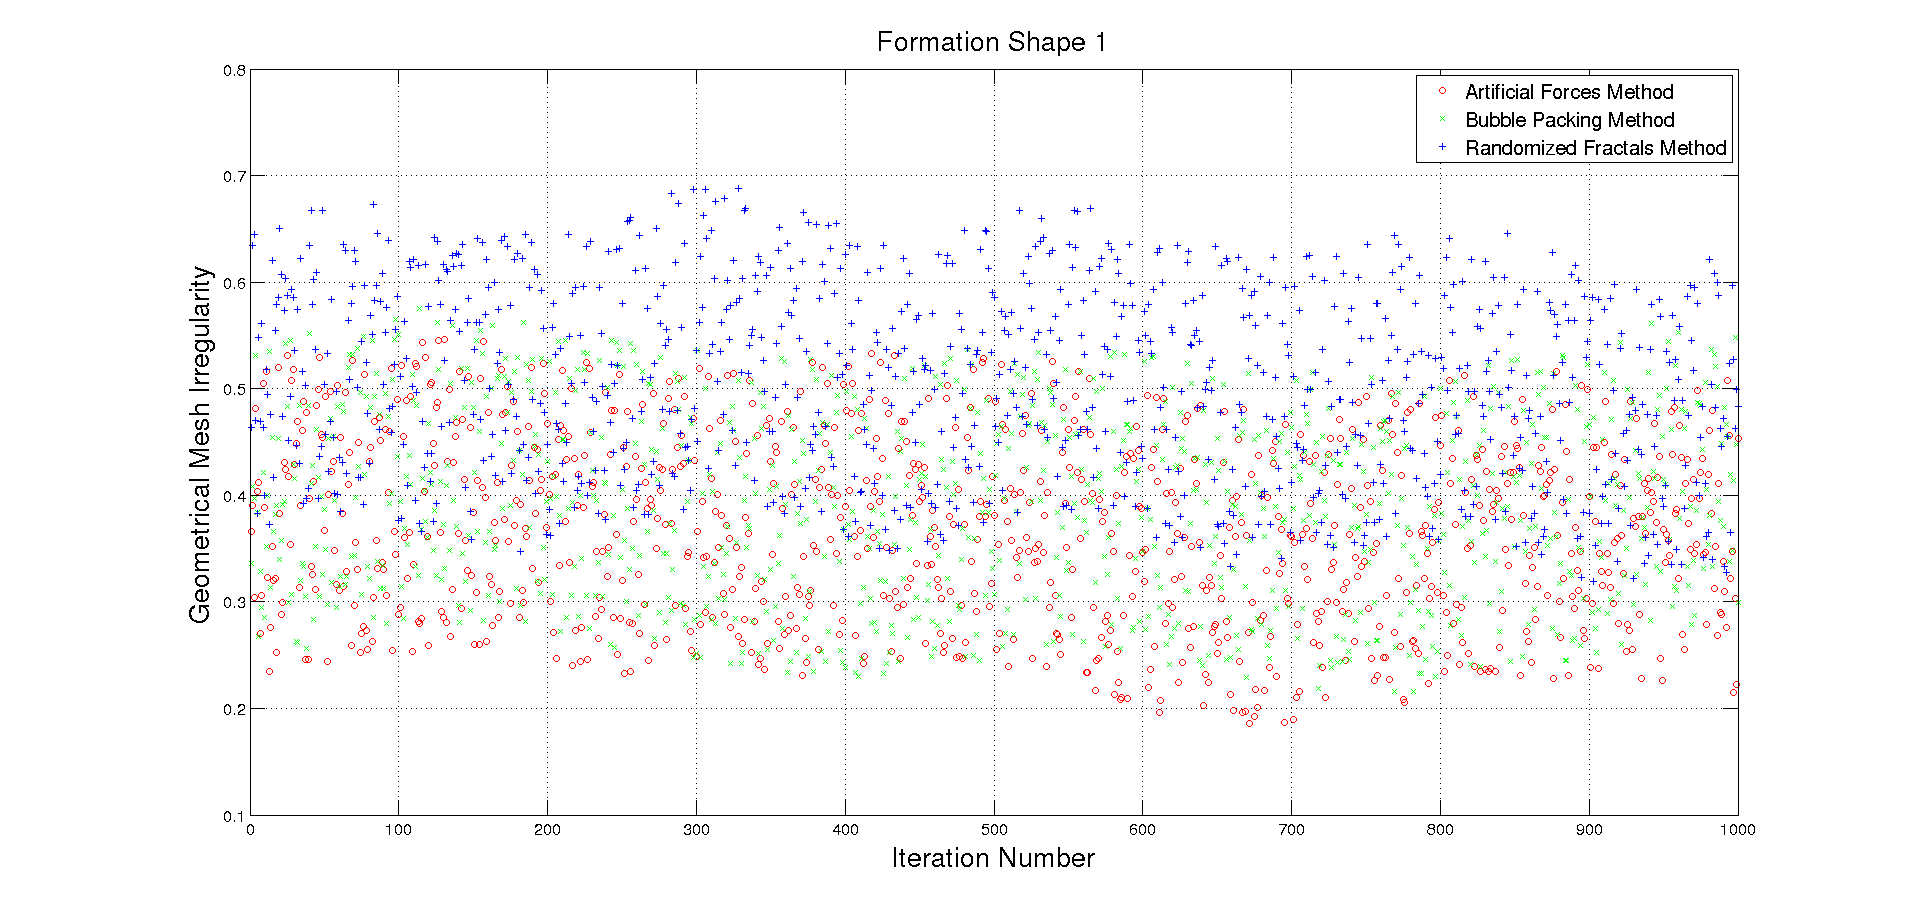 Formation Shape 1
Artificial Forces Method
Bubble Packing Method
Randomized Fractals Method
Geometrical Mesh Irregularity
0.8
0.7
0.6
0.5
0.4
0.3
0.2
0.1
0 100 200 300 400 500 600 700 800 900 1000
Iteration Number